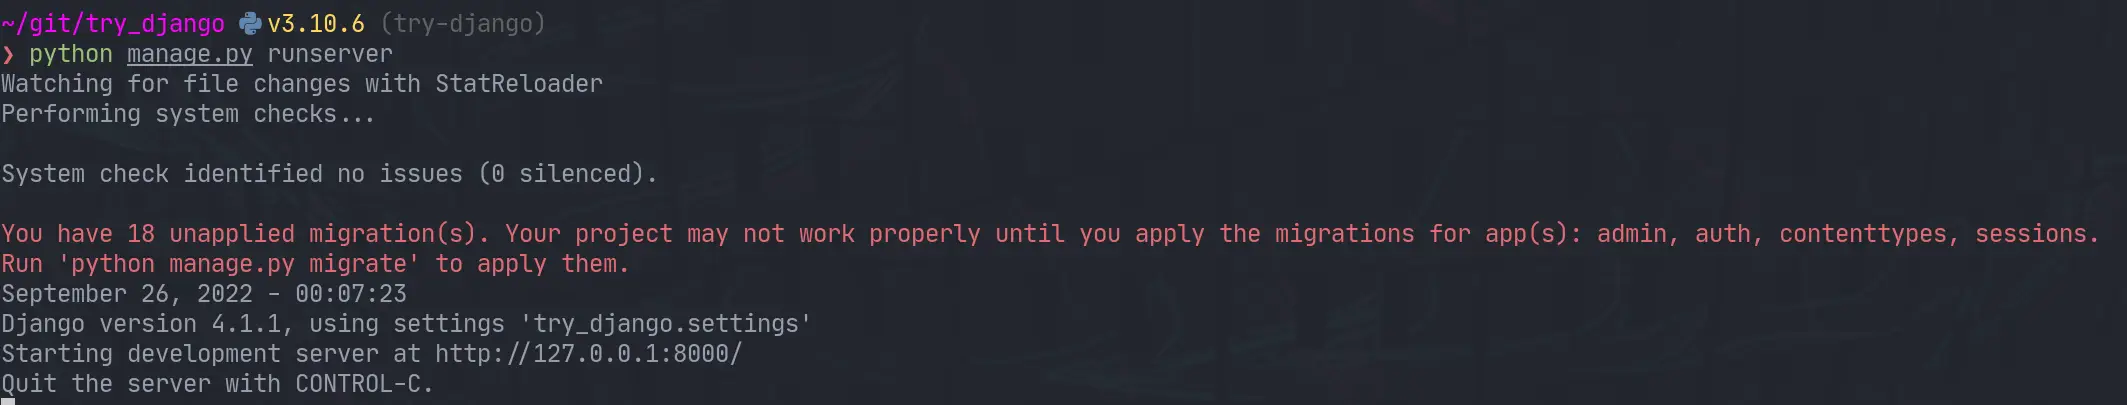 ~/git/try_django v3.10.6 (try-django)
❯ python manage.py runserver
Watching for file changes with StatReloader
Performing system checks...
System check identified no issues (0 silenced).
You have 18 unapplied migration(s). Your project may not work properly until you apply the migrations for app(s): admin, auth, contenttypes, sessions.
Run 'python manage.py migrate' to apply them.
September 26, 2022 - 00:07:23
Django version 4.1.1, using settings 'try_django.settings'
Starting development server at http://127.0.0.1:8000/
Quit the server with CONTROL-C.